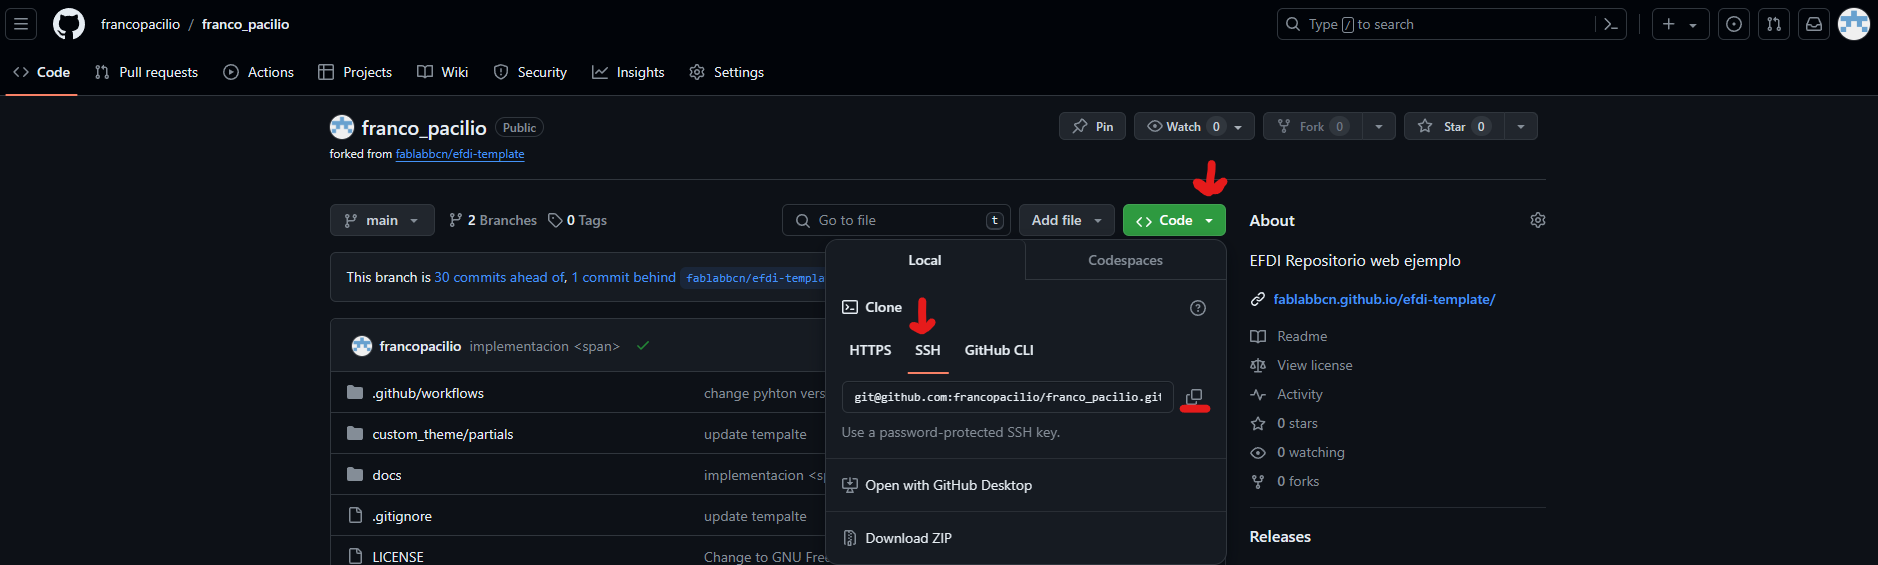 francopacilio / franco_pacilio
Type / to search
Code
Pull requests
Actions
Projects
Wiki
Security
Insights
Settings
franco_pacilio Public
forked from fablabbcn/efdi-template
Pin
Watch 0
Fork 0
Star 0
main
2 Branches
0 Tags
Go to file t
Add file
Code
This branch is 30 commits ahead of, 1 commit behind fablabbcn/efdi-templa
francopacilio implementacion <span>
.github/workflows change pyhton vers
custom_theme/partials update tempalte
docs implementacion <sp
.gitignore update tempalte
LICENSE Change to GNU Free
Local
Codespaces
Clone
HTTPS
SSH
GitHub CLI
git@github.com:francopacilio/franco_pacilio.git
Use a password-protected SSH key.
Open with GitHub Desktop
Download ZIP
About
EFDI Repositorio web ejemplo
fablabbcn.github.io/efdi-template/
Readme
View license
Activity
0 stars
0 watching
0 forks
Releases